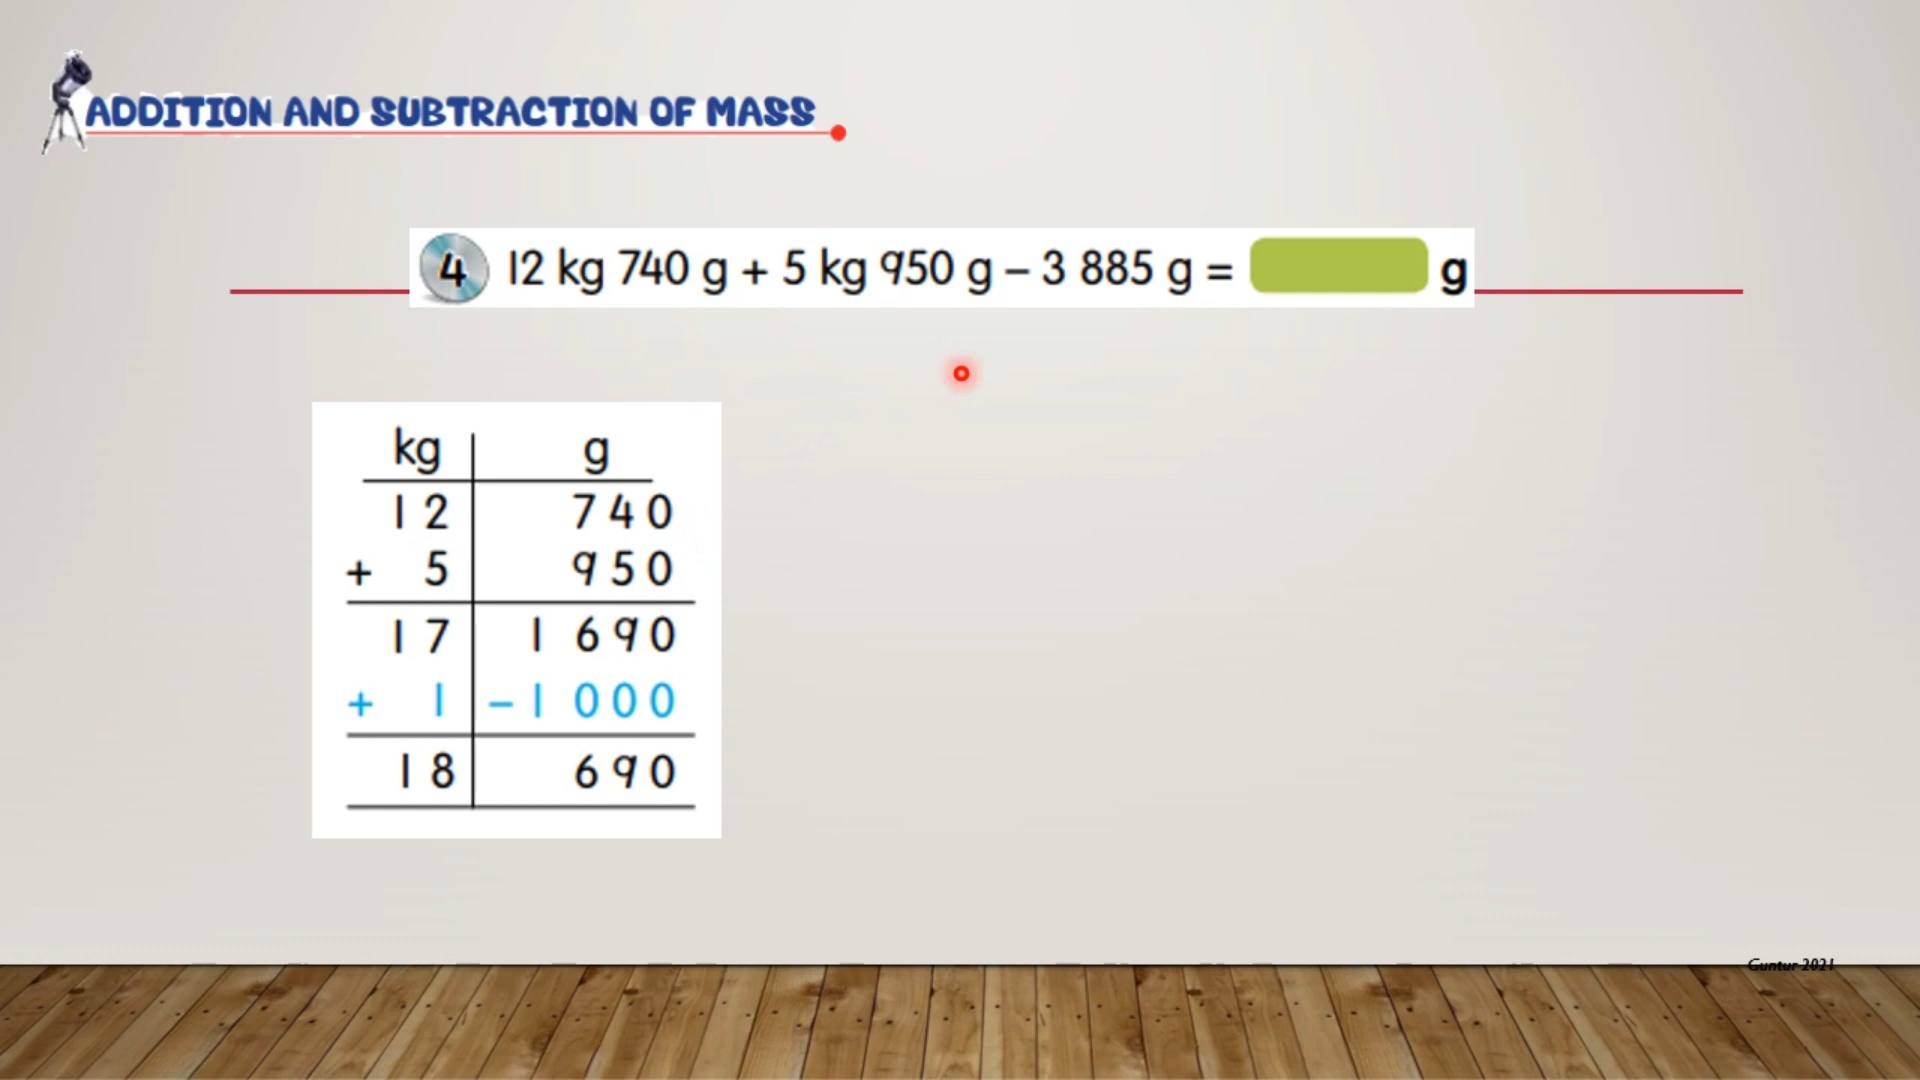 ADDITION AND SUBTRACTION OF MASS
4 12 kg 740 g + 5 kg 950 g – 3 885 g = g
kg g
12 740
+ 5 950
17 1 690
+ 1 – 1 000
18 690
Guntur 2021